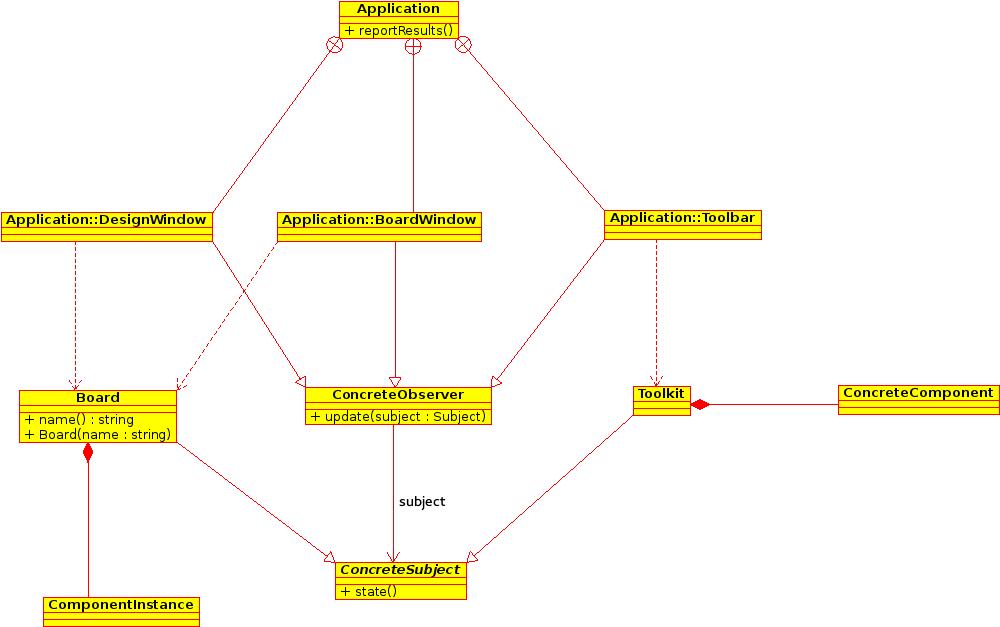 Application
+ reportResults()
Application::DesignWindow
Application::BoardWindow
Application::Toolbar
Board
+ name() : string
+ Board(name : string)
ConcreteObserver
+ update(subject : Subject)
Toolkit
ConcreteComponent
subject
ConcreteSubject
+ state()
ComponentInstance